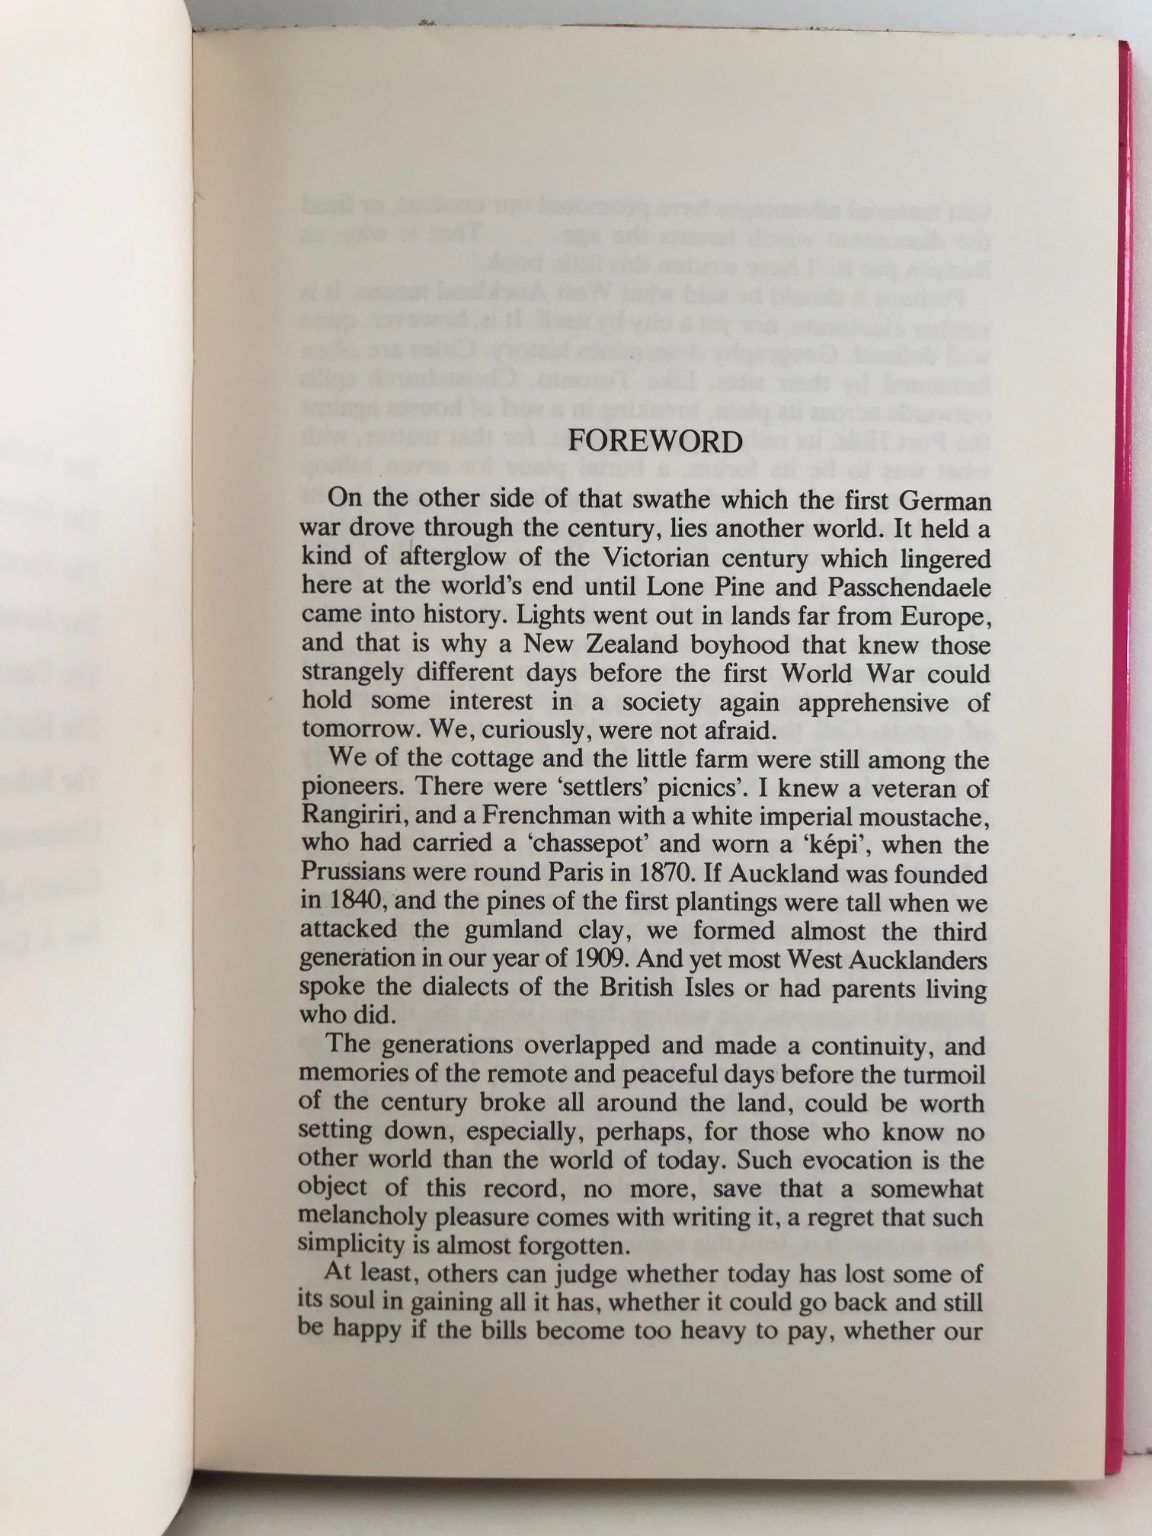 FOREWORD
On the other side of that swathe which the first German
war drove through the century, lies another world. It held a
kind of afterglow of the Victorian century which lingered
here at the world's end until Lone Pine and Passchendaele
came into history. Lights went out in lands far from Europe,
and that is why a New Zealand boyhood that knew those
strangely different days before the first World War could
hold some interest in a society again apprehensive of
tomorrow. We, curiously, were not afraid.
We of the cottage and the little farm were still among the
pioneers. There were ‘settlers’ picnics’. I knew a veteran of
Rangiriri, and a Frenchman with a white imperial moustache,
who had carried a ‘chassepot’ and worn a ‘képi’, when the
Prussians were round Paris in 1870. If Auckland was founded
in 1840, and the pines of the first plantings were tall when we
attacked the gumland clay, we formed almost the third
generation in our year of 1909. And yet most West Aucklanders
spoke the dialects of the British Isles or had parents living
who did.
The generations overlapped and made a continuity, and
memories of the remote and peaceful days before the turmoil
of the century broke all around the land, could be worth
setting down, especially, perhaps, for those who know no
other world than the world of today. Such evocation is the
object of this record, no more, save that a somewhat
melancholy pleasure comes with writing it, a regret that such
simplicity is almost forgotten.
At least, others can judge whether today has lost some of
its soul in gaining all it has, whether it could go back and still
be happy if the bills become too heavy to pay, whether our